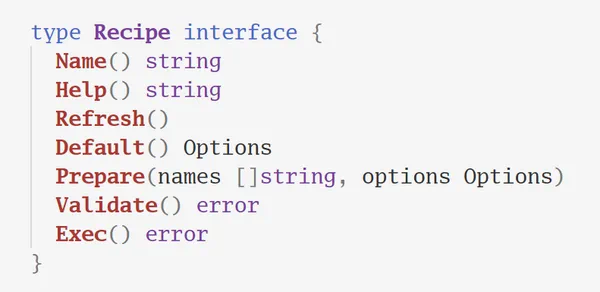 type Recipe interface {
  Name() string
  Help() string
  Refresh()
  Default() Options
  Prepare(names []string, options Options)
  Validate() error
  Exec() error
}